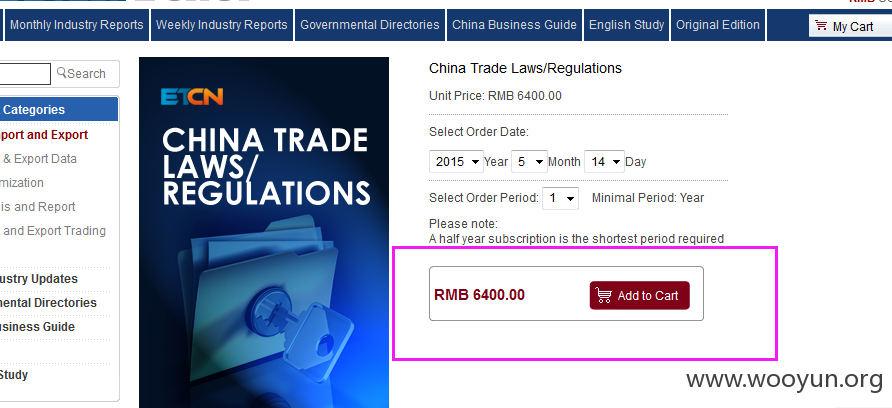 RMB
Monthly Industry Reports Weekly Industry Reports Governmental Directories China Business Guide English Study Original Edition My Cart
Search
Categories
port and Export
& Export Data
mization
is and Report
and Export Trading
ustry Updates
mental Directories
usiness Guide
Study
ETCN
CHINA TRADE
LAWS/
REGULATIONS
China Trade Laws/Regulations
Unit Price: RMB 6400.00
Select Order Date:
2015 Year 5 Month 14 Day
Select Order Period: 1 Minimal Period: Year
Please note:
A half year subscription is the shortest period required
RMB 6400.00 Add to Cart
www.wooyun.org